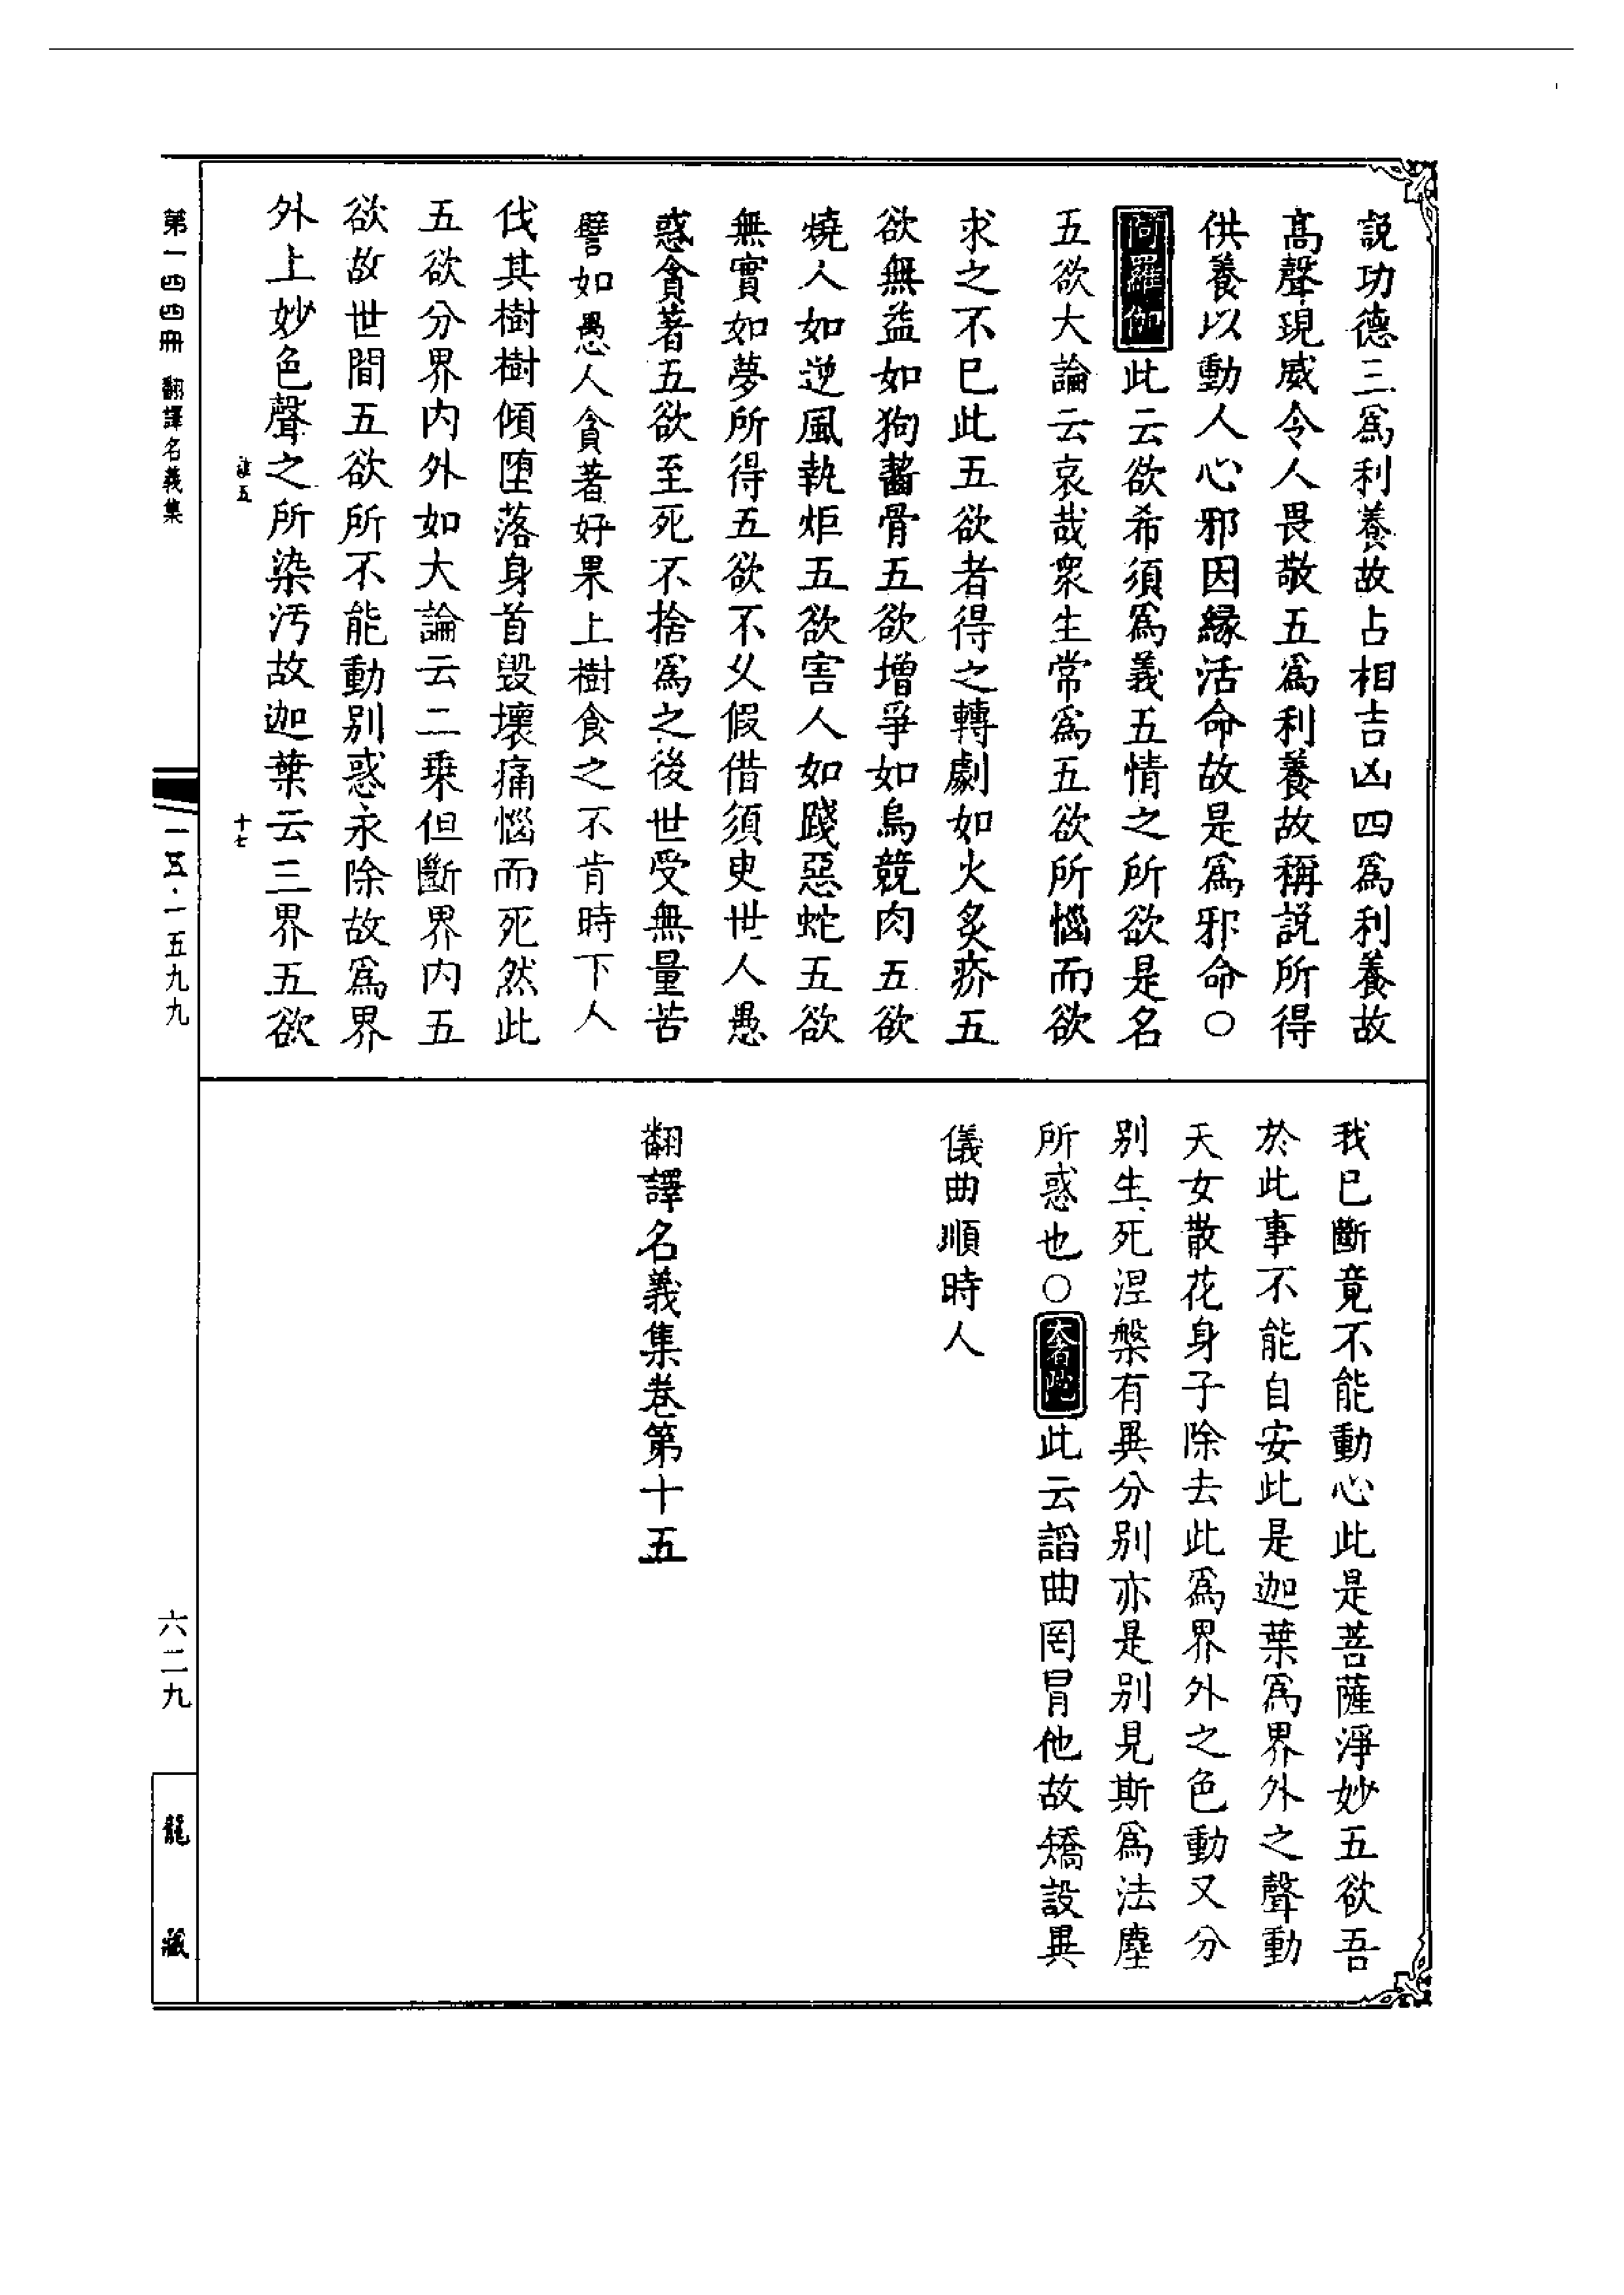 説功德三爲利養故占相吉凶四爲利養故
高聲現威令人畏敬五爲利養故稱説所得
供養以動人心邪因緣活命故是爲邪命○
阿羅伽此云欲希須爲義五情之所欲是名
五欲大論云哀哉衆生常爲五欲所惱而欲
求之不已此五欲者得之轉劇如火炙疥五
欲無益如狗齧骨五欲增爭如烏競肉五欲
燒人如逆風執炬五欲害人如踐惡蛇五欲
無實如夢所得五欲不乆假借須㬰世人愚
惑貪著五欲至死不捨爲之後世受無量苦
譬如愚人貪著好果上樹食之不肯時下人
伐其樹樹傾墮落身首毀壞痛惱而死然此
五欲分界内外如大論云二乘但斷界内五
欲故世間五欲所不能動别惑永除故爲界
外上妙色聲之所染汚故迦葉云三界五欲
我已斷竟不能動心此是菩薩淨妙五欲吾
於此事不能自安此是迦葉爲界外之聲動
天女散花身子除去此爲界外之色動又分
别生死涅槃有異分别亦是别見斯爲法塵
所惑也○奢陀此云諂曲罔冐他故矯設異
儀曲順時人
翻譯名義集卷第十五
第一四四冊 翻譯名義集
五
十七
一五五·一五九九
六二九
龍藏